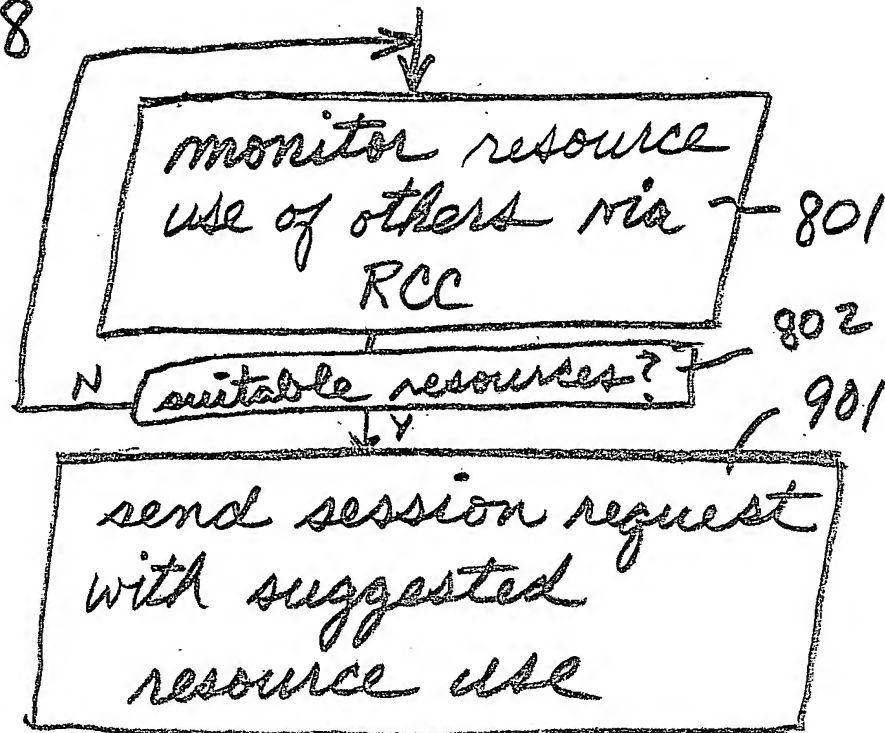 8
monitor resource
use of others via
RCC
801
802
N suitable resources?
Y
901
send session request
with suggested
resource use